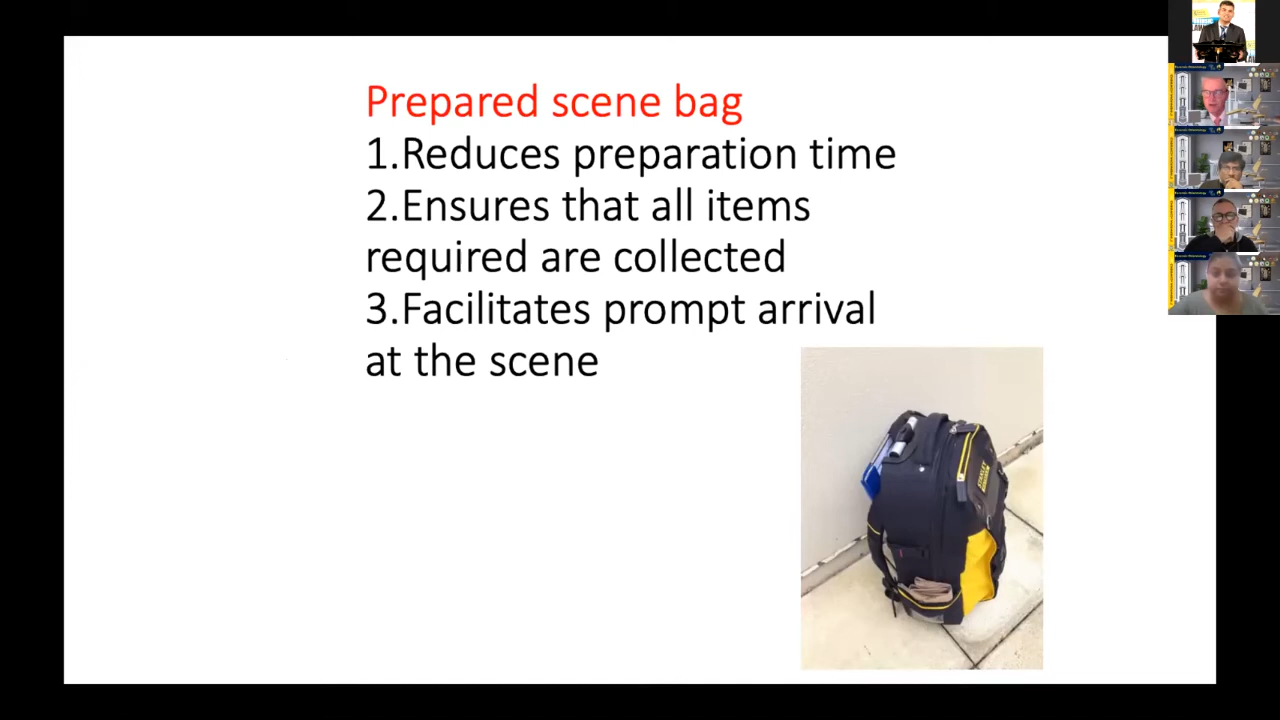 Prepared scene bag
1.Reduces preparation time
2.Ensures that all items
required are collected
3.Facilitates prompt arrival
at the scene
STANLEY